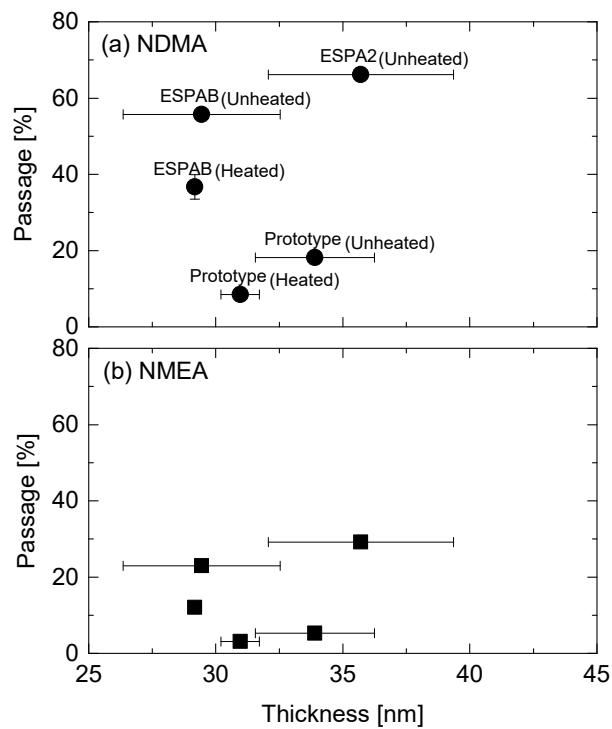 80
(a) NDMA
ESPA2 (Unheated)
60
ESPAB (Unheated)
40
ESPAB (Heated)
20
Prototype (Unheated)
Prototype (Heated)
0
Passage [%]
80
(b) NMEA
60
40
20
0
Passage [%]
25 30 35 40 45
Thickness [nm]